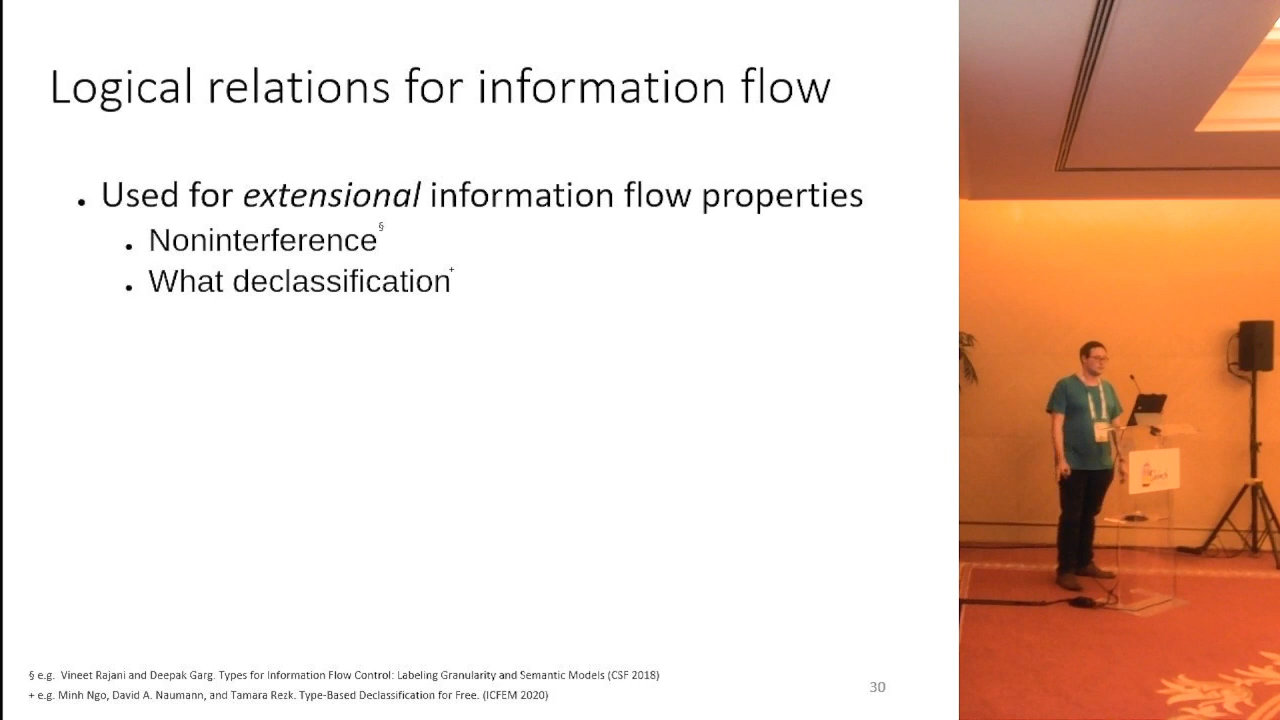 Logical relations for information flow
• Used for extensional information flow properties
• Noninterference§
• What declassification+
§ e.g. Vineet Rajani and Deepak Garg. Types for Information Flow Control: Labeling Granularity and Semantic Models (CSF 2018)
+ e.g. Minh Ngo, David A. Naumann, and Tamara Rezk. Type-Based Declassification for Free. (ICFEM 2020)
30